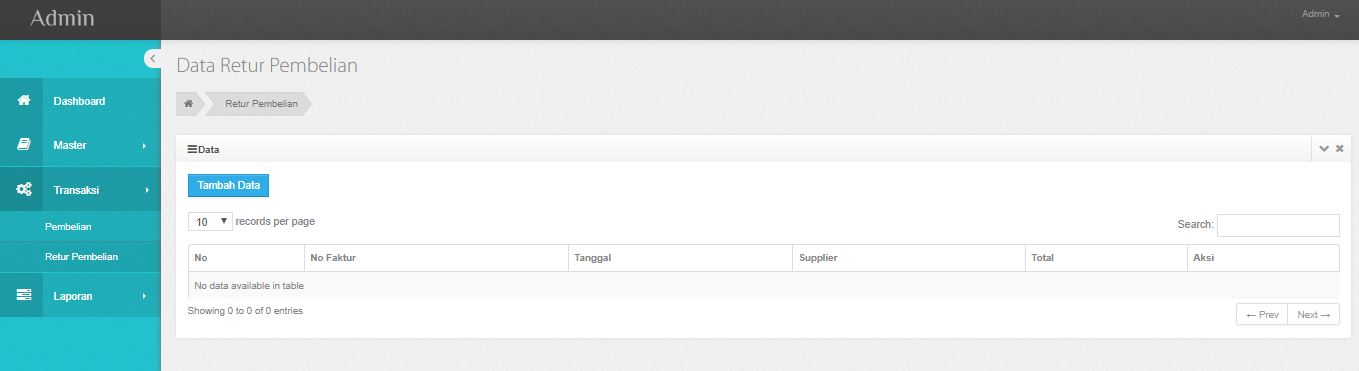 Admin
Admin
Data Retur Pembelian
Dashboard
Retur Pembelian
Master
Data
Transaksi
Tambah Data
10 records per page
Search:
Pembelian
Retur Pembelian
No No Faktur Tanggal Supplier Total Aksi
No data available in table
Laporan
Showing 0 to 0 of 0 entries
← Prev Next →